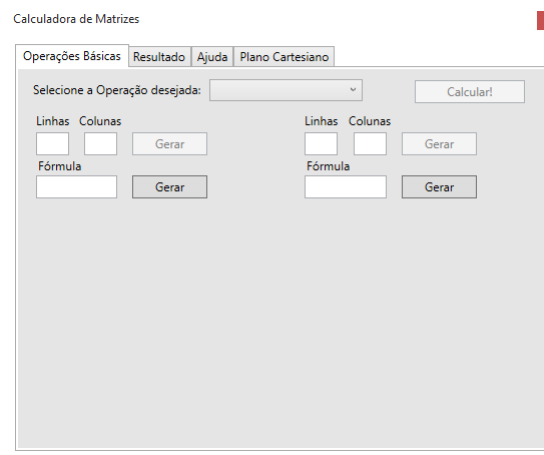 Calculadora de Matrizes
Operações Básicas Resultado Ajuda Plano Cartesiano
Selecione a Operação desejada: Calcular!
Linhas Colunas Linhas Colunas
Gerar Gerar
Fórmula Fórmula
Gerar Gerar